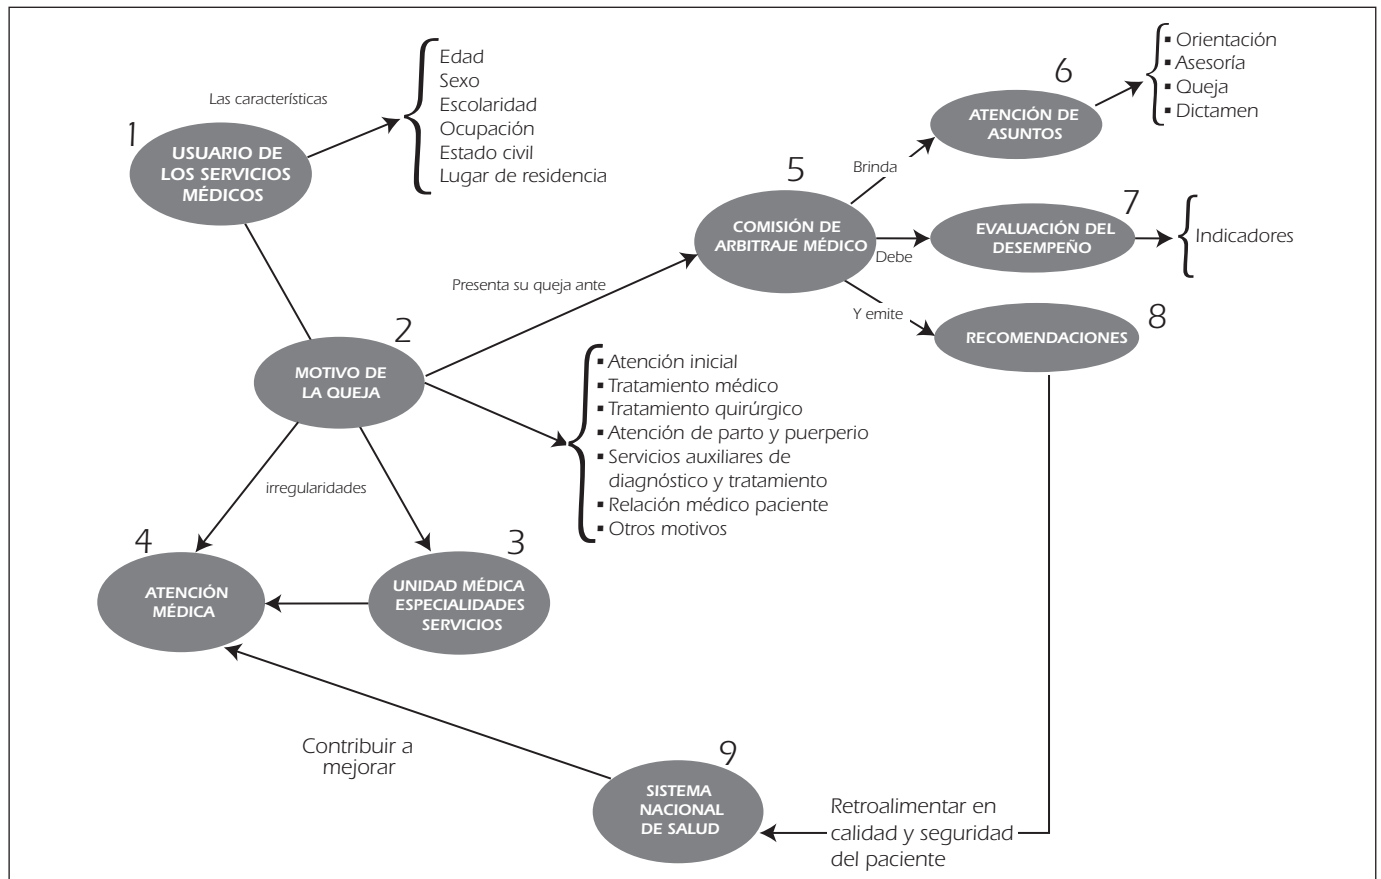 Las características
Edad
Sexo
Escolaridad
Ocupación
Estado civil
Lugar de residencia
1
USUARIO DE
LOS SERVICIOS
MÉDICOS
6
ATENCIÓN DE
ASUNTOS
▪ Orientación
▪ Asesoría
▪ Queja
▪ Dictamen
Brinda
5
COMISIÓN DE
ARBITRAJE MÉDICO
Debe
7
EVALUACIÓN DEL
DESEMPEÑO
Indicadores
Y emite
8
RECOMENDACIONES
Presenta su queja ante
2
MOTIVO DE
LA QUEJA
▪ Atención inicial
▪ Tratamiento médico
▪ Tratamiento quirúrgico
▪ Atención de parto y puerperio
▪ Servicios auxiliares de
diagnóstico y tratamiento
▪ Relación médico paciente
▪ Otros motivos
irregularidades
4
ATENCIÓN
MÉDICA
3
UNIDAD MÉDICA
ESPECIALIDADES
SERVICIOS
Contribuir a
mejorar
9
SISTEMA
NACIONAL
DE SALUD
Retroalimentar en
calidad y seguridad
del paciente